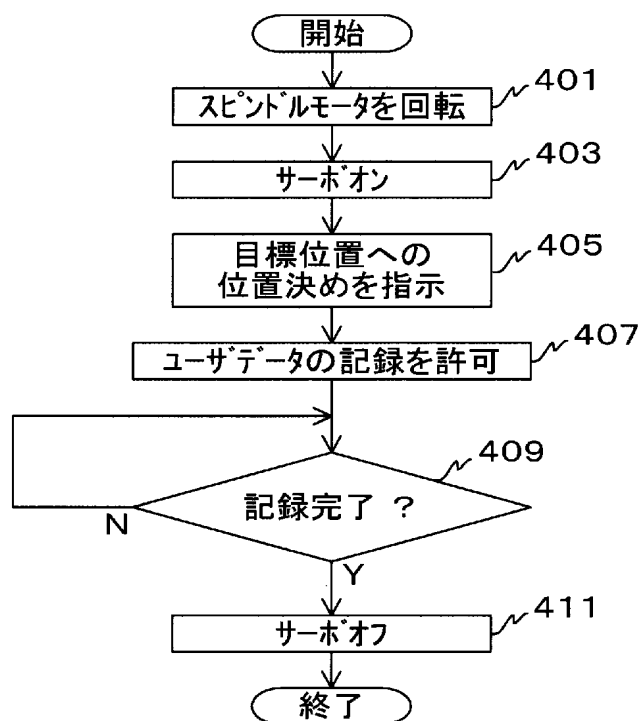 開始
401
スピンドルモータを回転
403
サーボオン
405
目標位置への
位置決めを指示
407
ユーザデータの記録を許可
409
記録完了 ?
N
Y
411
サーボオフ
終了